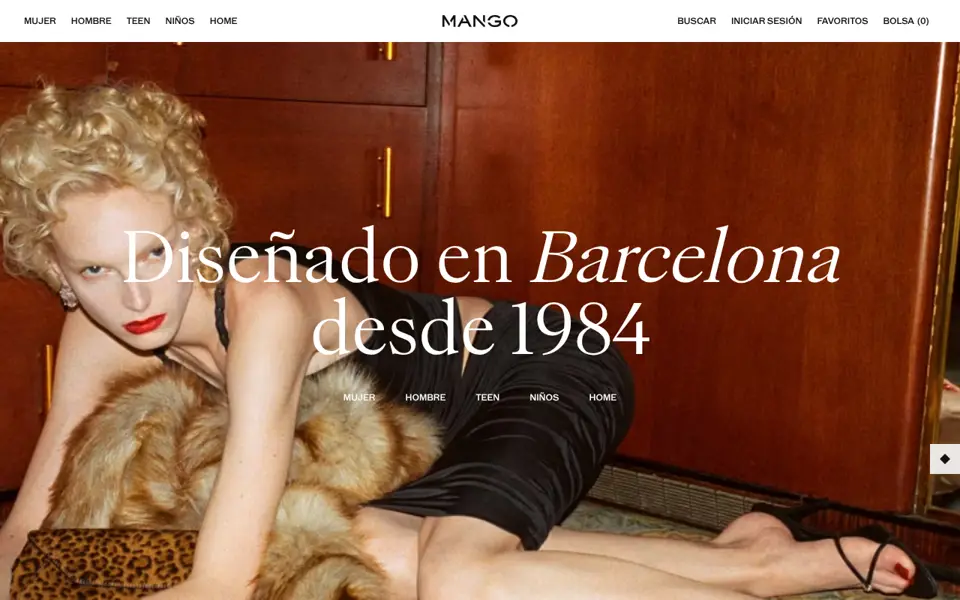 MUJER HOMBRE TEEN NIÑOS HOME MANGO BUSCAR INICIAR SESIÓN FAVORITOS BOLSA (0)
Diseñado en Barcelona
desde 1984
MUJER HOMBRE TEEN NIÑOS HOME